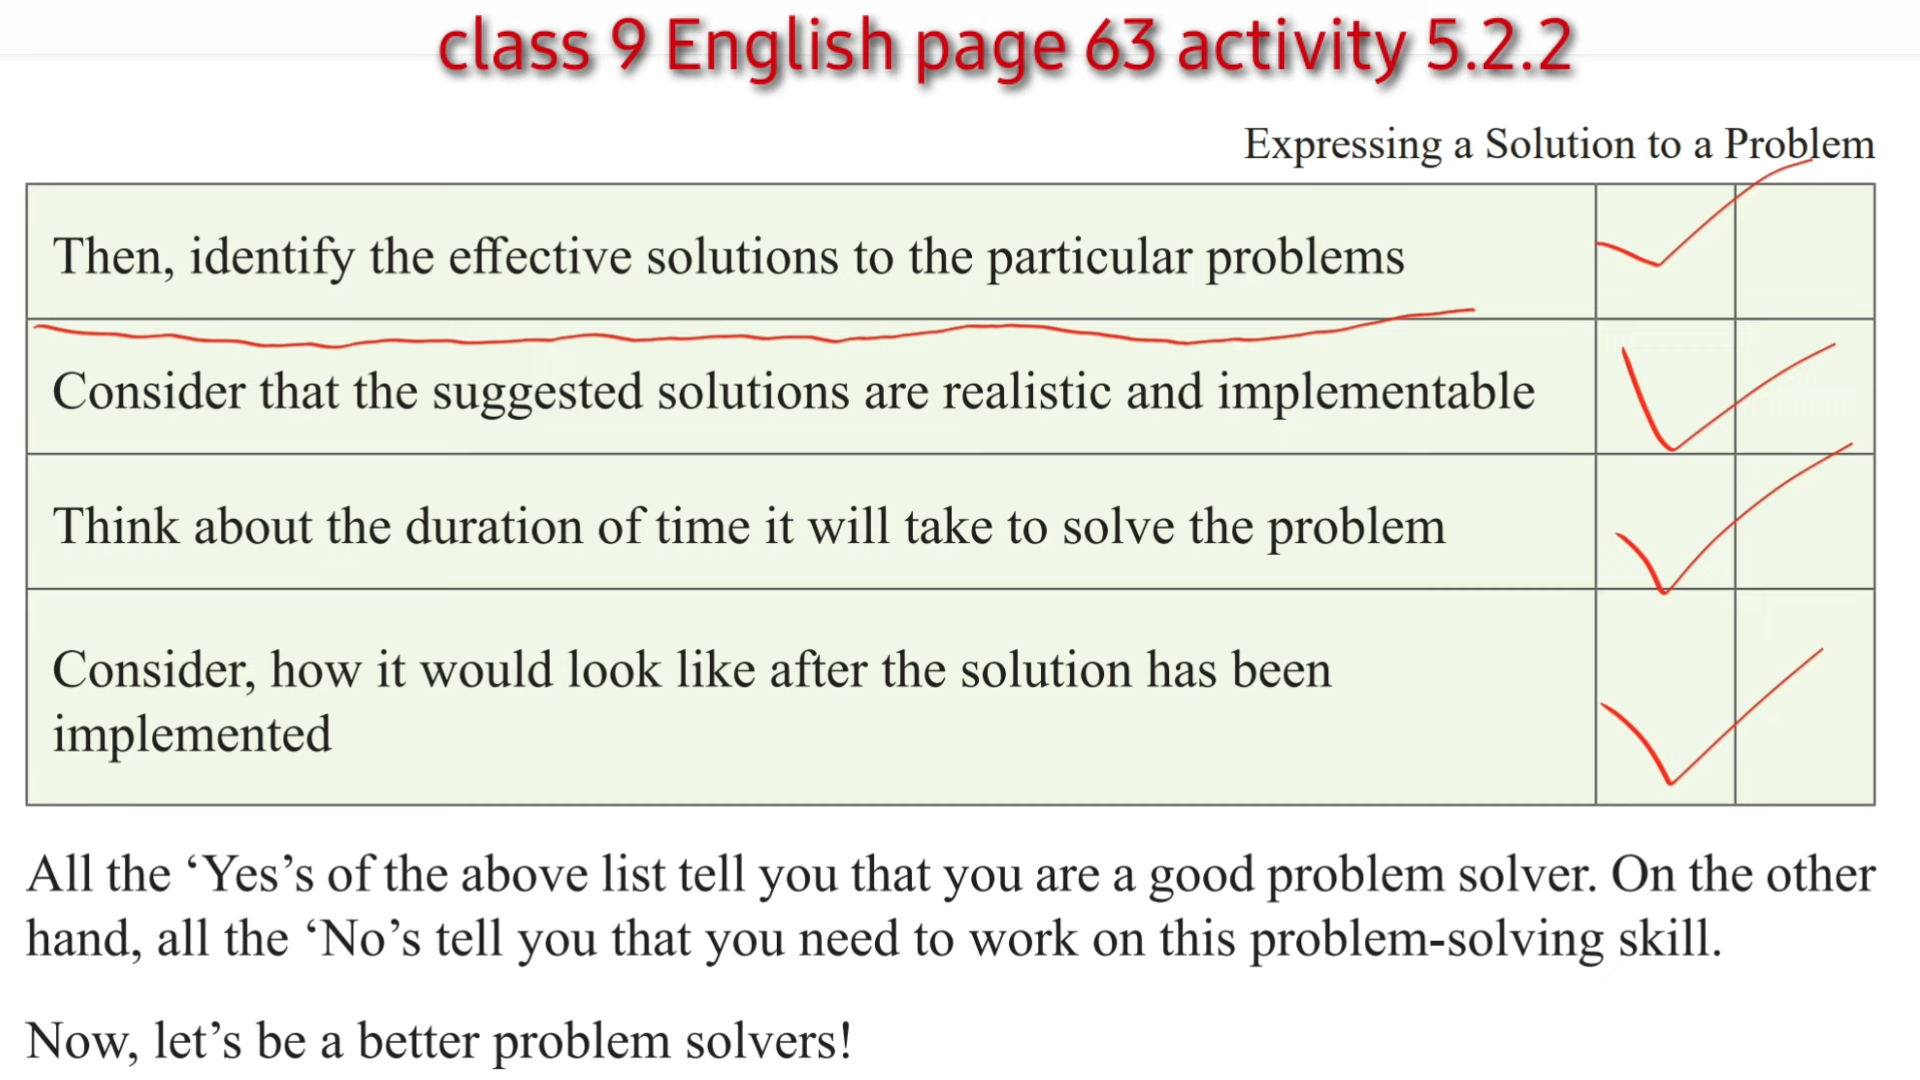 class 9 English page 63 activity 5.2.2
Expressing a Solution to a Problem
Then, identify the effective solutions to the particular problems
Consider that the suggested solutions are realistic and implementable
Think about the duration of time it will take to solve the problem
Consider, how it would look like after the solution has been
implemented
All the ‘Yes’s of the above list tell you that you are a good problem solver. On the other
hand, all the ‘No’s tell you that you need to work on this problem-solving skill.
Now, let’s be a better problem solvers!